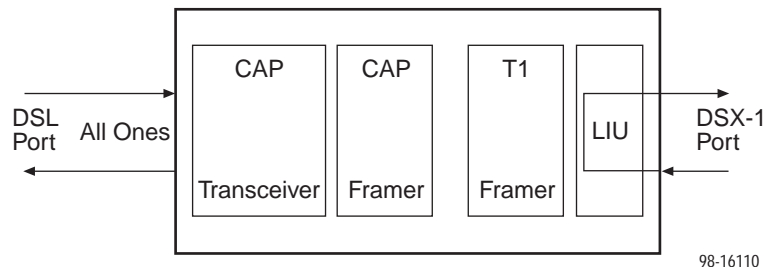 CAP
Transceiver
CAP
Framer
T1
Framer
LIU
DSL
Port
All Ones
DSX-1
Port
98-16110